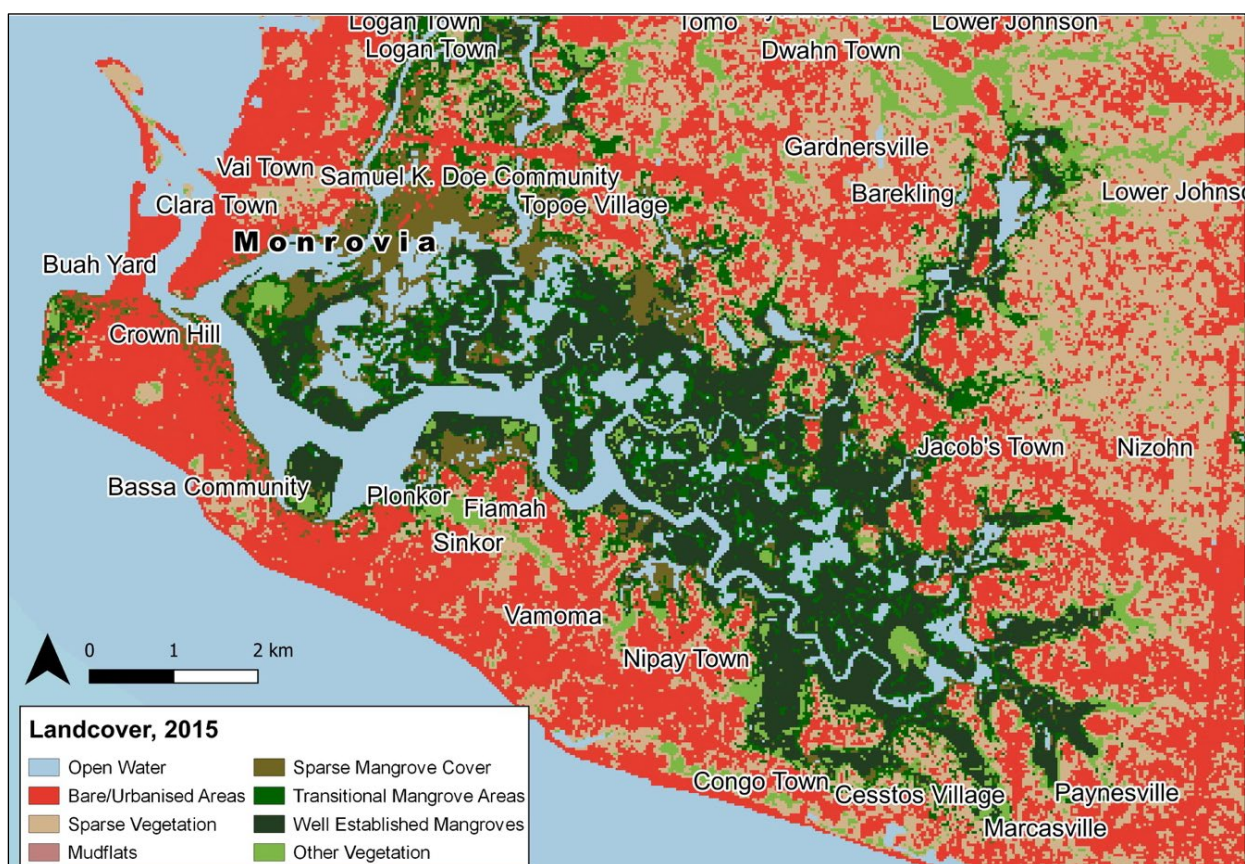 Logan Town
Tomo
Lower Johnson
Logan Town
Dwahn Town
Gardnersville
Vai Town
Samuel K. Doe Community
Barekling
Lower Johnso
Clara Town
Topoe Village
Monrovia
Buah Yard
Crown Hill
Jacob's Town
Nizohn
Bassa Community
Plonkor
Fiamah
Sinkor
Vamoma
Nipay Town
0 1 2 km
Congo Town
Cesstos Village
Paynesville
Marcasville
Landcover, 2015
Open Water
Bare/Urbanised Areas
Sparse Vegetation
Mudflats
Sparse Mangrove Cover
Transitional Mangrove Areas
Well Established Mangroves
Other Vegetation